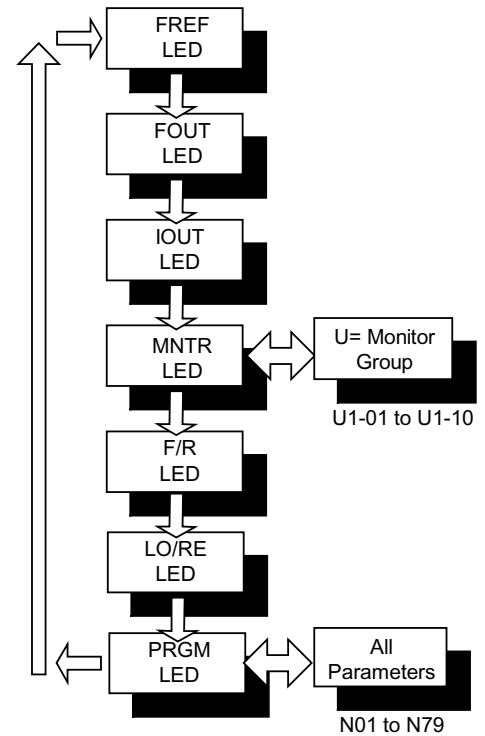 FREF
LED
FOUT
LED
IOUT
LED
MNTR
LED
U= Monitor
Group
U1-01 to U1-10
F/R
LED
LO/RE
LED
PRGM
LED
All
Parameters
N01 to N79